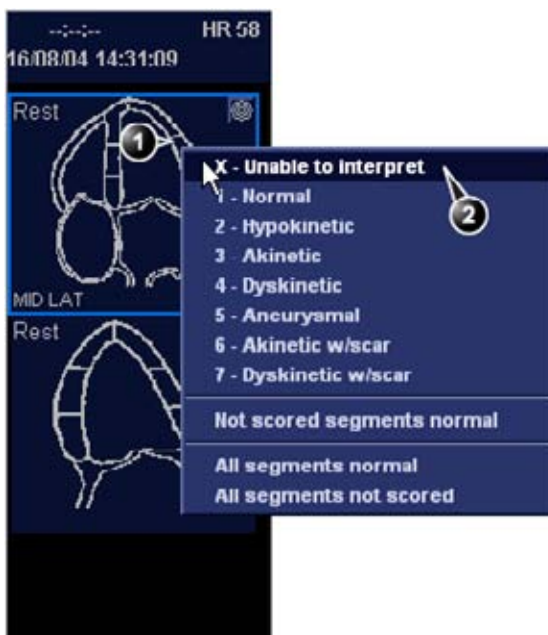 --:--:-- HR 58
16/08/04 14:31:09
Rest
1
X - Unable to interpret
2
1 - Normal
2 - Hypokinetic
3 - Akinetic
4 - Dyskinetic
5 - Aneurysmal
6 - Akinetic w/scar
7 - Dyskinetic w/scar
MID LAT
Rest
Not scored segments normal
All segments normal
All segments not scored